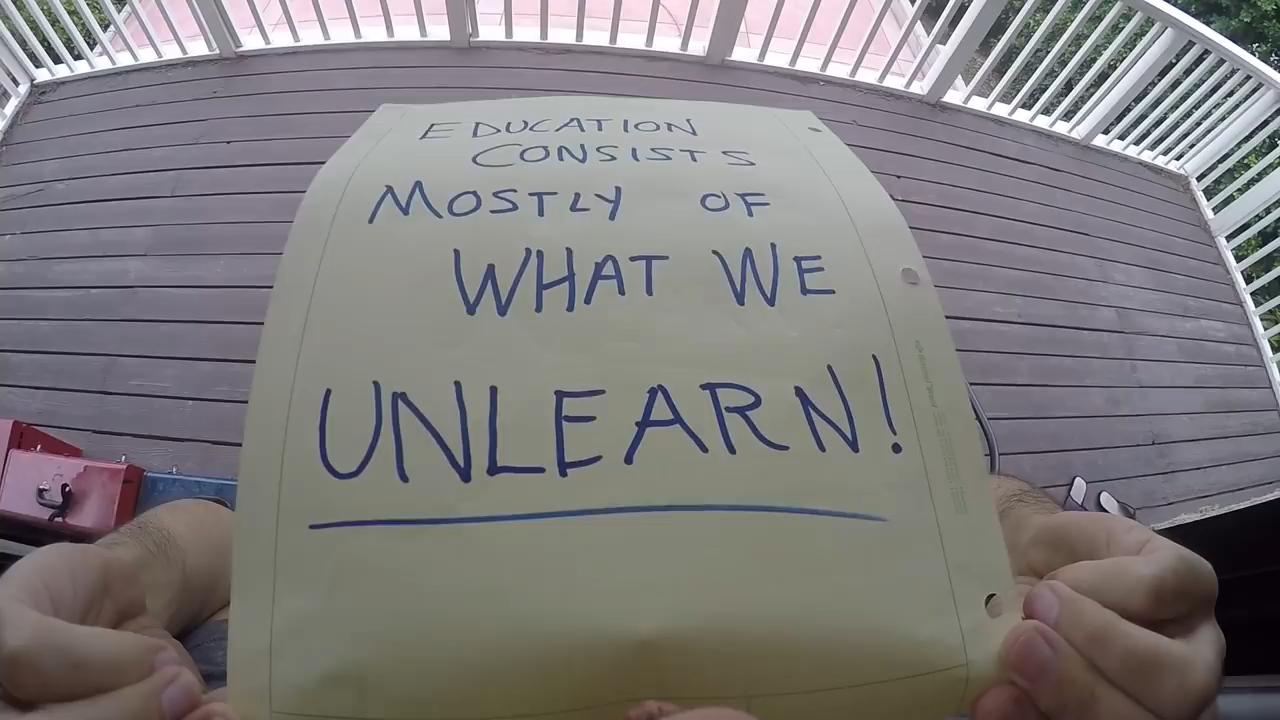 EDUCATION
CONSISTS
MOSTLY OF
WHAT WE
UNLEARN!